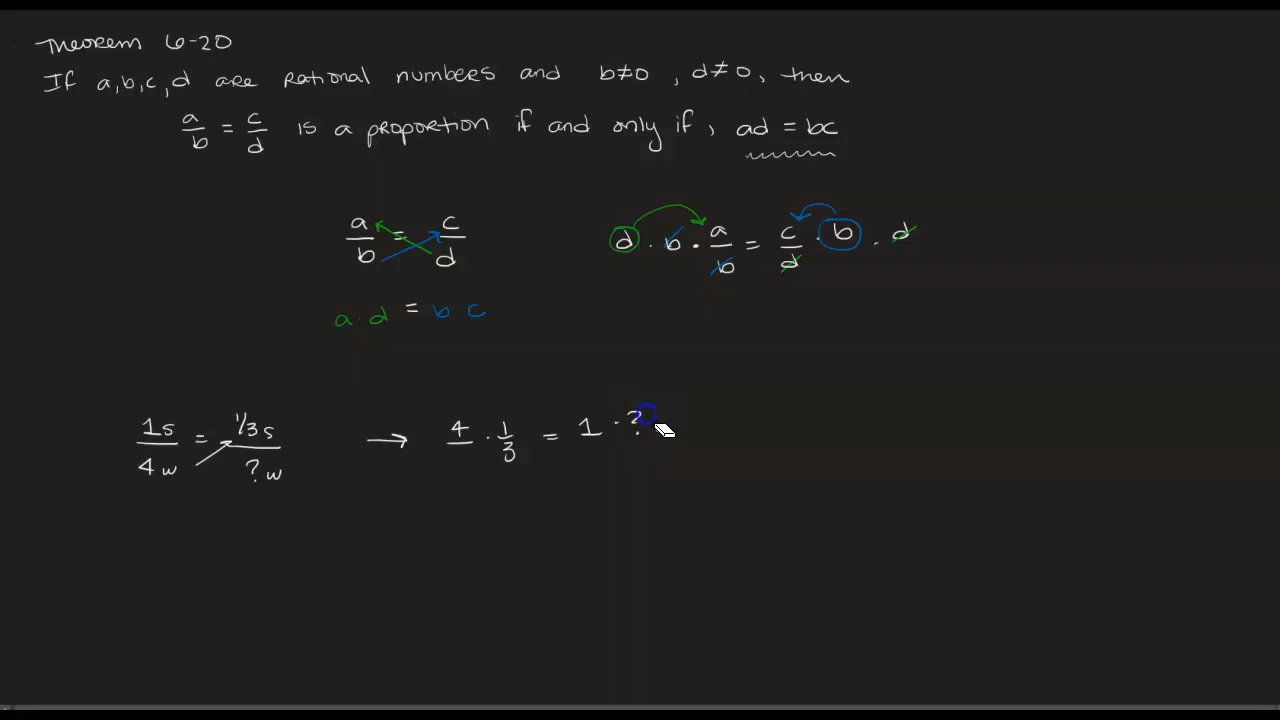 Theorem 6-20
If a,b,c,d are rational numbers and b≠0, d≠0, then
a/b = c/d is a proportion if and only if, ad = bc
a/b = c/d
d · b · a/b = c/d · b · d
a · d = b c
1s/4w = 1/3 s/? w → 4 · 1/3 = 1 · ?